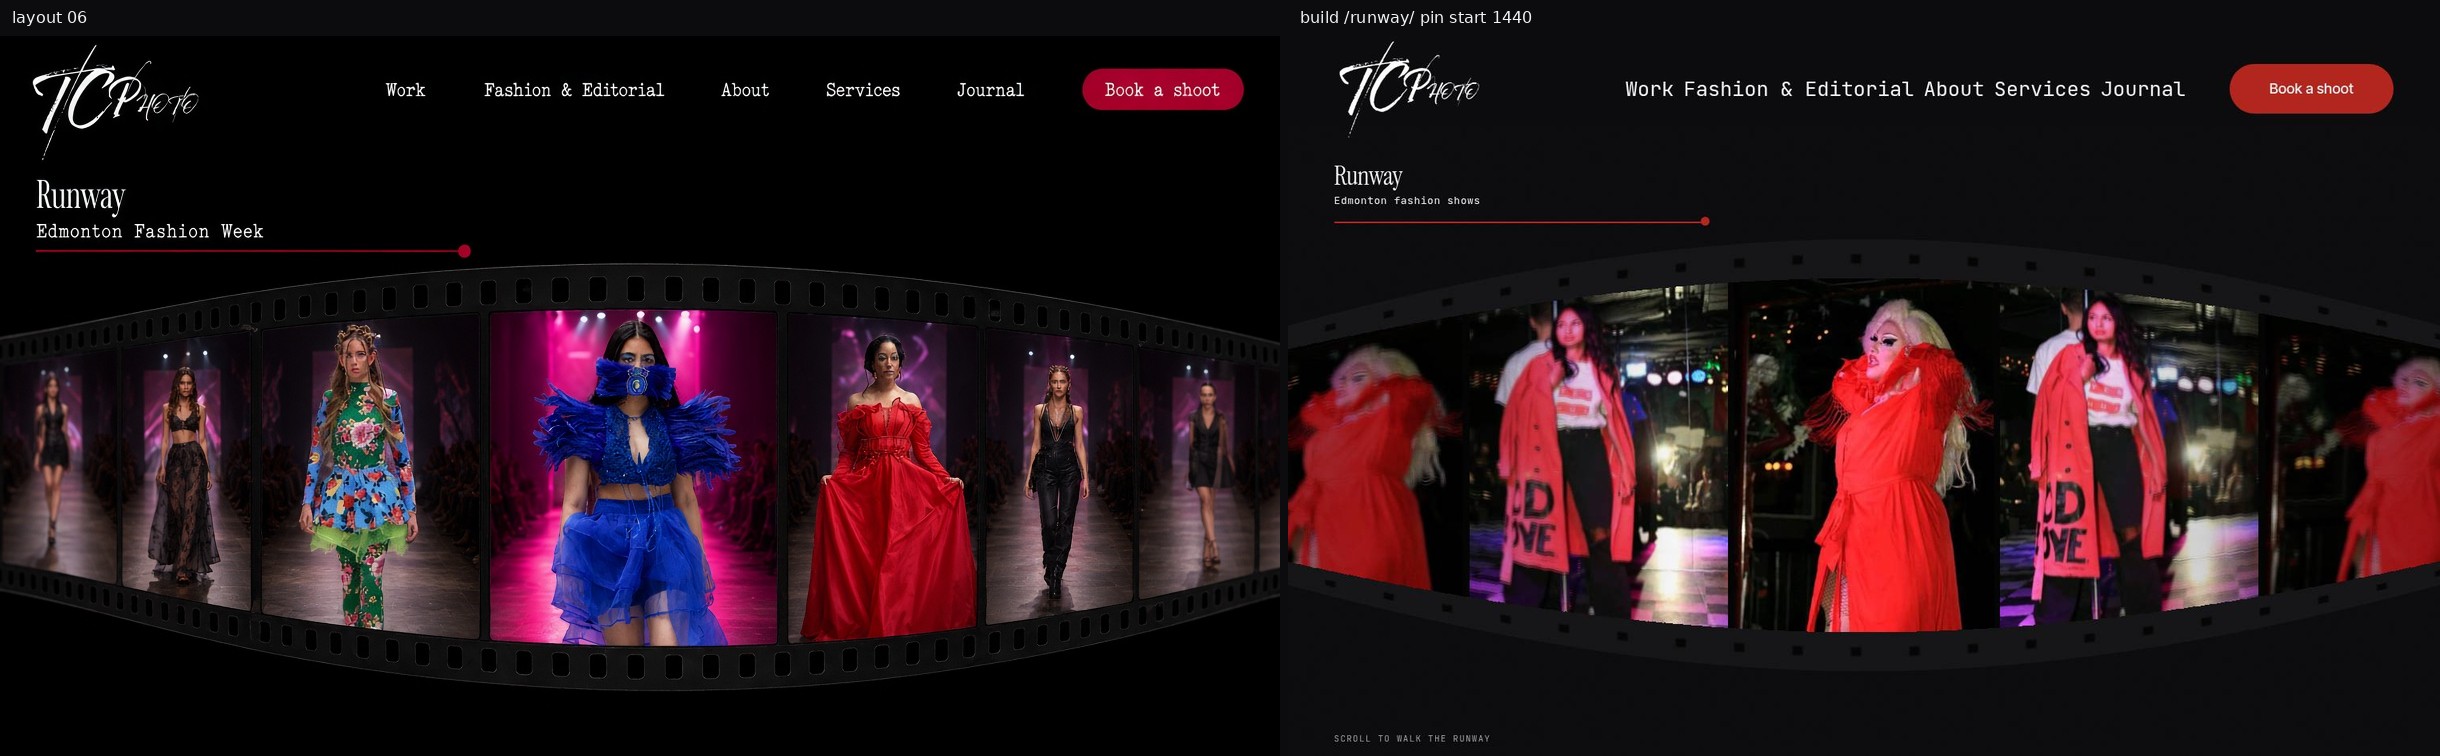 layout 06
TCPHOTO
Work Fashion & Editorial About Services Journal Book a shoot
Runway
Edmonton Fashion Week
build /runway/ pin start 1440
TCPHOTO
Work Fashion & Editorial About Services Journal Book a shoot
Runway
Edmonton fashion shows
SCROLL TO WALK THE RUNWAY